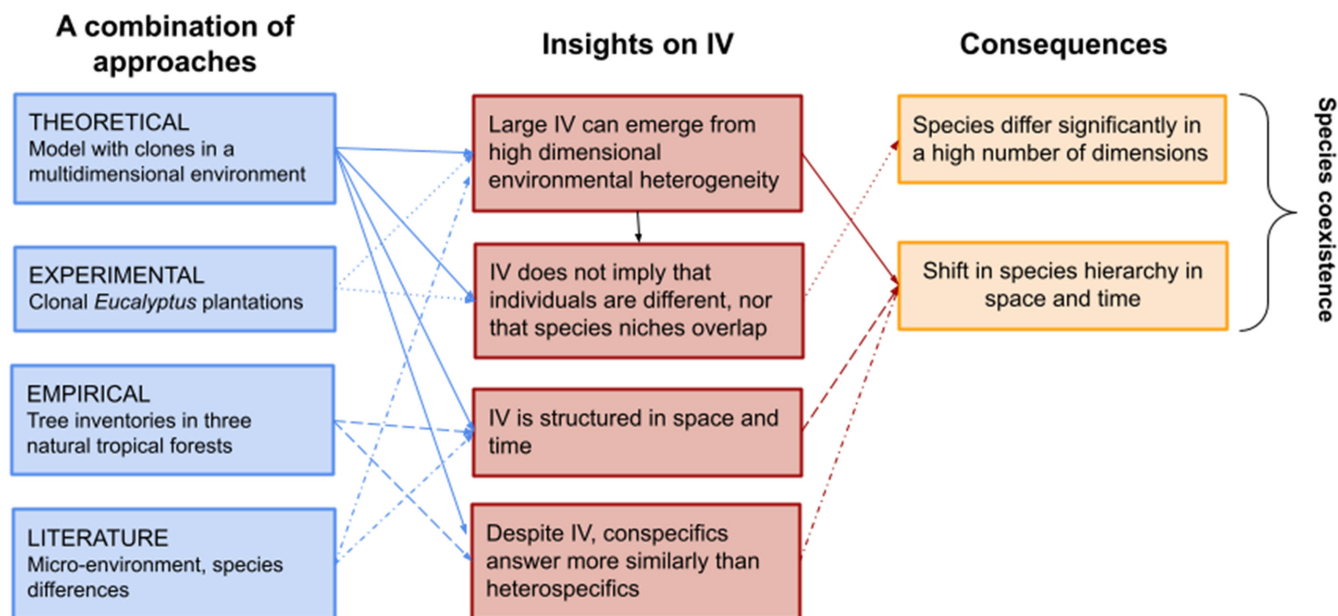 A combination of
approaches
Insights on IV
Consequences
THEORETICAL
Model with clones in a
multidimensional environment
EXPERIMENTAL
Clonal Eucalyptus plantations
EMPIRICAL
Tree inventories in three
natural tropical forests
LITERATURE
Micro-environment, species
differences
Large IV can emerge from
high dimensional
environmental heterogeneity
IV does not imply that
individuals are different, nor
that species niches overlap
IV is structured in space and
time
Despite IV, conspecifics
answer more similarly than
heterospecifics
Species differ significantly in
a high number of dimensions
Shift in species hierarchy in
space and time
Species coexistence